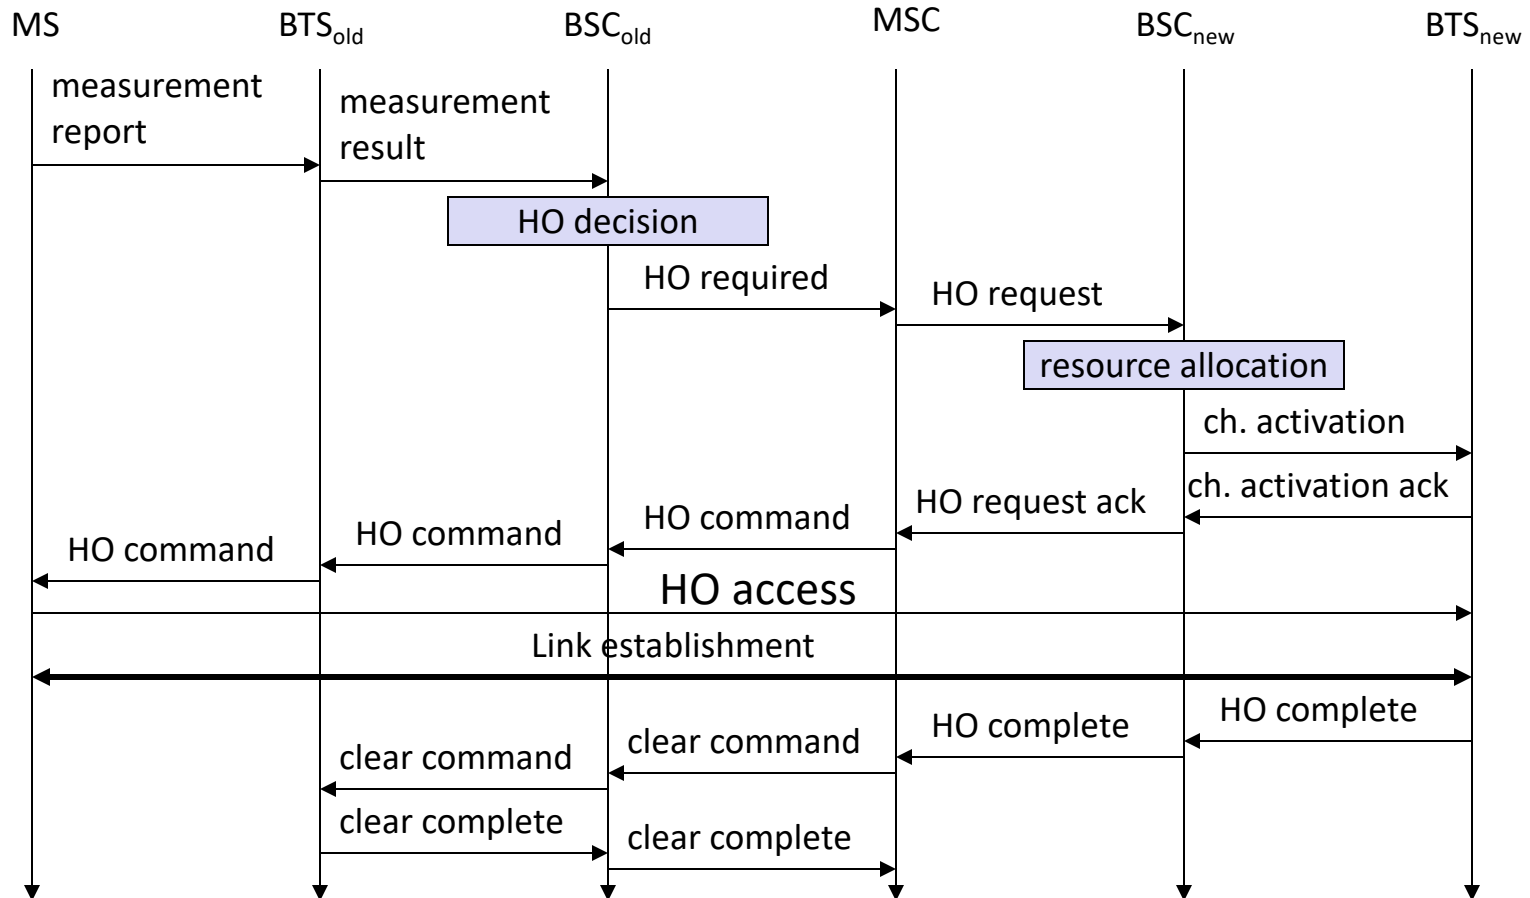 MS
BTSold
BSCold
MSC
BSCnew
BTSnew
measurement
report
measurement
result
HO decision
HO required
HO request
resource allocation
ch. activation
ch. activation ack
HO request ack
HO command
HO command
HO command
HO access
Link establishment
HO complete
HO complete
clear command
clear command
clear complete
clear complete